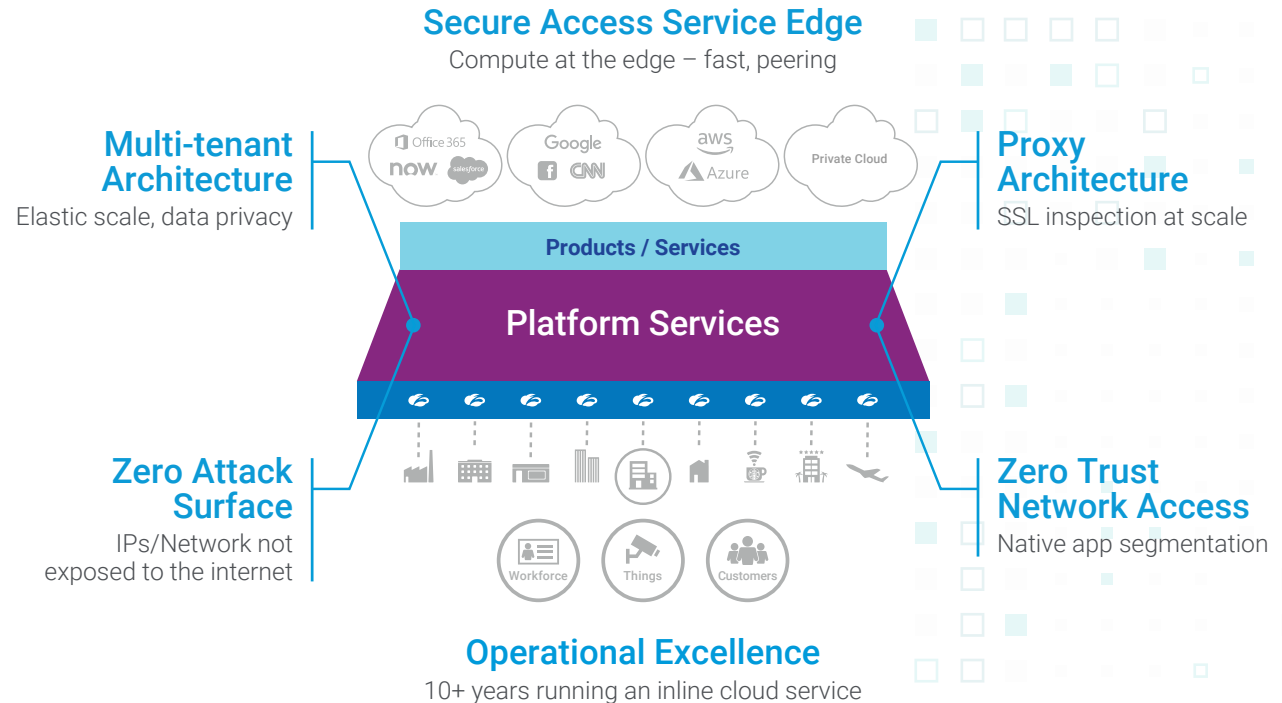 Secure Access Service Edge
Compute at the edge – fast, peering
Multi-tenant
Architecture
Elastic scale, data privacy
Office 365
now
salesforce
Google
CNN
aws
Azure
Private Cloud
Proxy
Architecture
SSL inspection at scale
Products / Services
Platform Services
Zero Attack
Surface
IPs/Network not
exposed to the internet
Zero Trust
Network Access
Native app segmentation
Workforce
Things
Customers
Operational Excellence
10+ years running an inline cloud service